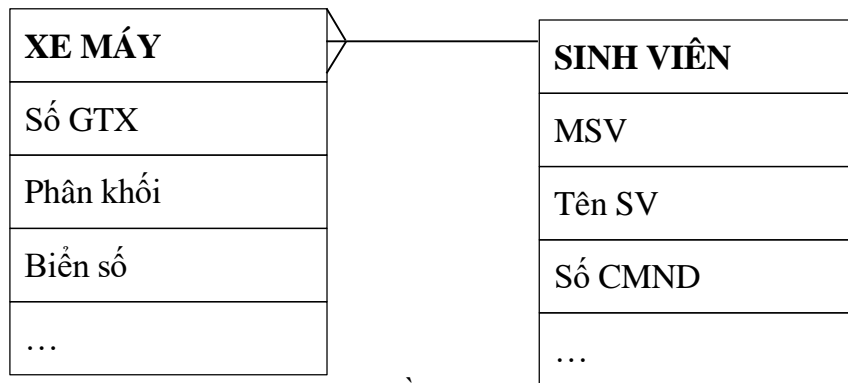 XE MÁY
Số GTX
Phân khối
Biển số
…
SINH VIÊN
MSV
Tên SV
Số CMND
…